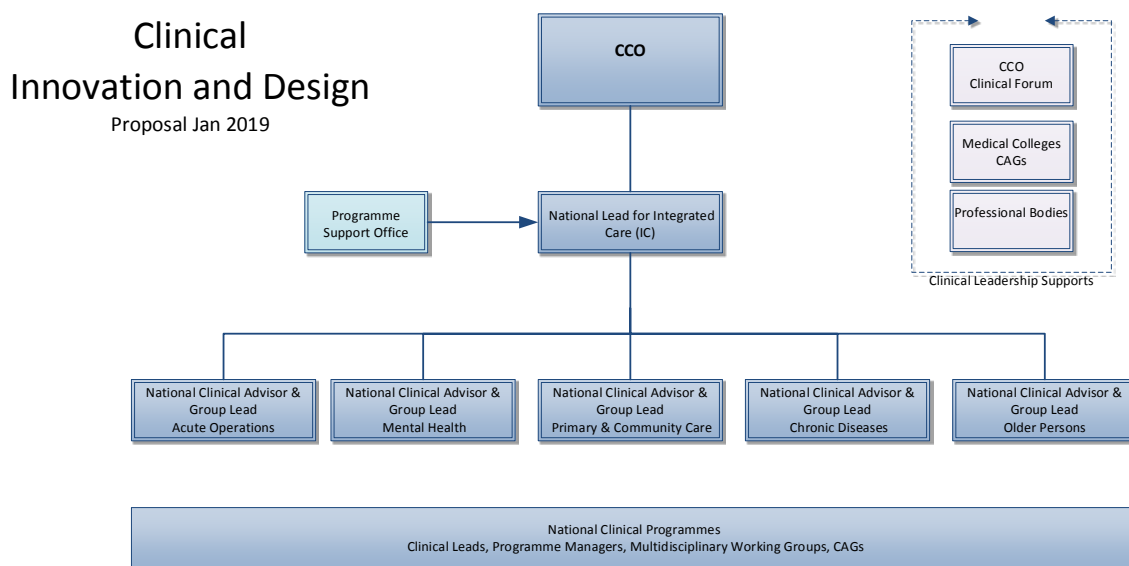 Clinical
Innovation and Design
Proposal Jan 2019
CCO
CCO
Clinical Forum
Medical Colleges
CAGs
Professional Bodies
Clinical Leadership Supports
Programme
Support Office
National Lead for Integrated
Care (IC)
National Clinical Advisor &
Group Lead
Acute Operations
National Clinical Advisor &
Group Lead
Mental Health
National Clinical Advisor &
Group Lead
Primary & Community Care
National Clinical Advisor &
Group Lead
Chronic Diseases
National Clinical Advisor &
Group Lead
Older Persons
National Clinical Programmes
Clinical Leads, Programme Managers, Multidisciplinary Working Groups, CAGs